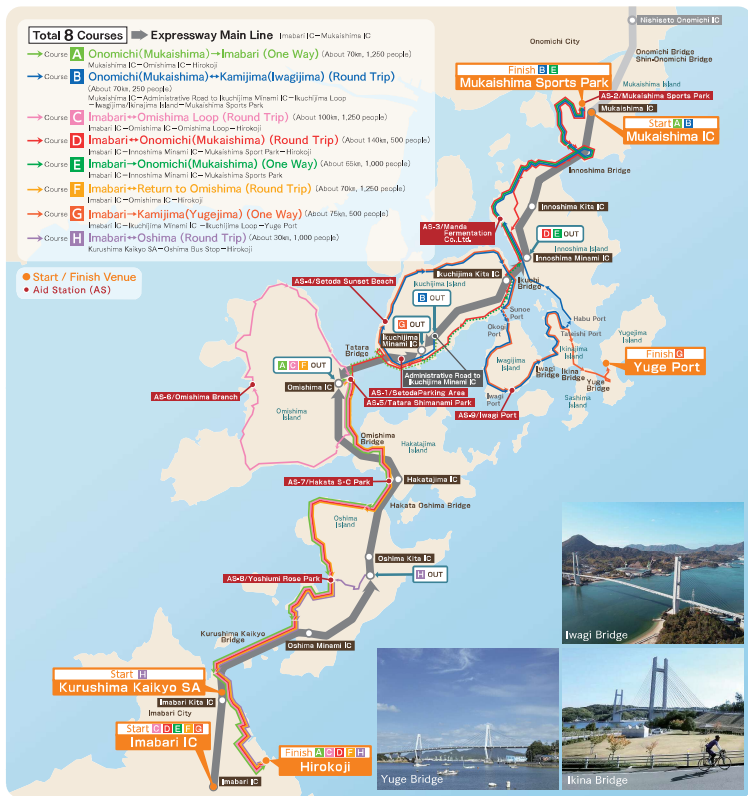 Total 8 Courses
Expressway Main Line Imabari IC－Mukaishima IC
Course A Onomichi(Mukaishima)→Imabari (One Way) (About 70km, 1,250 people)
Mukaishima IC－Omishima IC－Hirokoji
Course B Onomichi(Mukaishima)↔Kamijima(Iwagijima) (Round Trip)
(About 70km, 250 people)
Mukaishima IC－Administrative Road to Ikuchijima Minami IC－Ikuchijima Loop
－Iwagijima/Ikinajima Island－Mukaishima Sports Park
Course C Imabari↔Omishima Loop (Round Trip) (About 100km, 1,250 people)
Imabari IC－Omishima IC－Omishima Loop－Hirokoji
Course D Imabari↔Onomichi(Mukaishima) (Round Trip) (About 140km, 500 people)
Imabari IC－Innoshima Minami IC－Mukaishima Sport Park－Hirokoji
Course E Imabari→Onomichi(Mukaishima) (One Way) (About 65km, 1,000 people)
Imabari IC－Innoshima Minami IC－Mukaishima Sports Park
Course F Imabari↔Return to Omishima (Round Trip) (About 70km, 1,250 people)
Imabari IC－Omishima IC－Hirokoji
Course G Imabari→Kamijima(Yugejima) (One Way) (About 75km, 500 people)
Imabari IC－Ikuchijima Minami IC－Ikuchijima Loop－Yuge Port
Course H Imabari↔Oshima (Round Trip) (About 30km, 1,000 people)
Kurushima Kaikyo SA－Oshima Bus Stop－Hirokoji
Start / Finish Venue
Aid Station (AS)
Nishiseto Onomichi IC
Onomichi City
Onomichi Bridge
Shin-Onomichi Bridge
Finish B E
Mukaishima Sports Park
Mukaishima Island
AS-2/Mukaishima Sports Park
Mukaishima IC
Start A B
Mukaishima IC
Innoshima Bridge
Innoshima Kita IC
AS-3/Manda
Fermentation
Co.,Ltd.
D E OUT
Innoshima Island
Innoshima Minami IC
Ikuchijima Kita IC
Ikuchi
Bridge
AS-4/Setoda Sunset Beach
Ikuchijima Island
B OUT
Sunoe
Port
Habu Port
G OUT
Okopi
Port
Tateishi Port
Yugejima
Island
Tatara
Bridge
Ikuchijima
Minami IC
Ikinajima
Island
Iwagijima
Island
Finish G
Yuge Port
A C F OUT
Administrative Road to
Ikuchijima Minami IC
Iwagi
Bridge
Ikina
Bridge
Yuge
Bridge
Omishima IC
AS-1/SetodaParking Area
AS-5/Tatara Shimanami Park
Iwagi
Port
Sashima
Island
AS-6/Omishima Branch
AS-9/Iwagi Port
Omishima
Island
Omishima
Bridge
Hakatajima
Island
AS-7/Hakata S·C Park
Hakatajima IC
Hakata Oshima Bridge
Oshima
Island
Oshima Kita IC
AS-8/Yoshiumi Rose Park
H OUT
Kurushima Kaikyo
Bridge
Oshima Minami IC
Iwagi Bridge
Start H
Kurushima Kaikyo SA
Imabari Kita IC
Imabari City
Start C D E F G
Imabari IC
Finish A C D F H
Hirokoji
Imabari IC
Yuge Bridge
Ikina Bridge